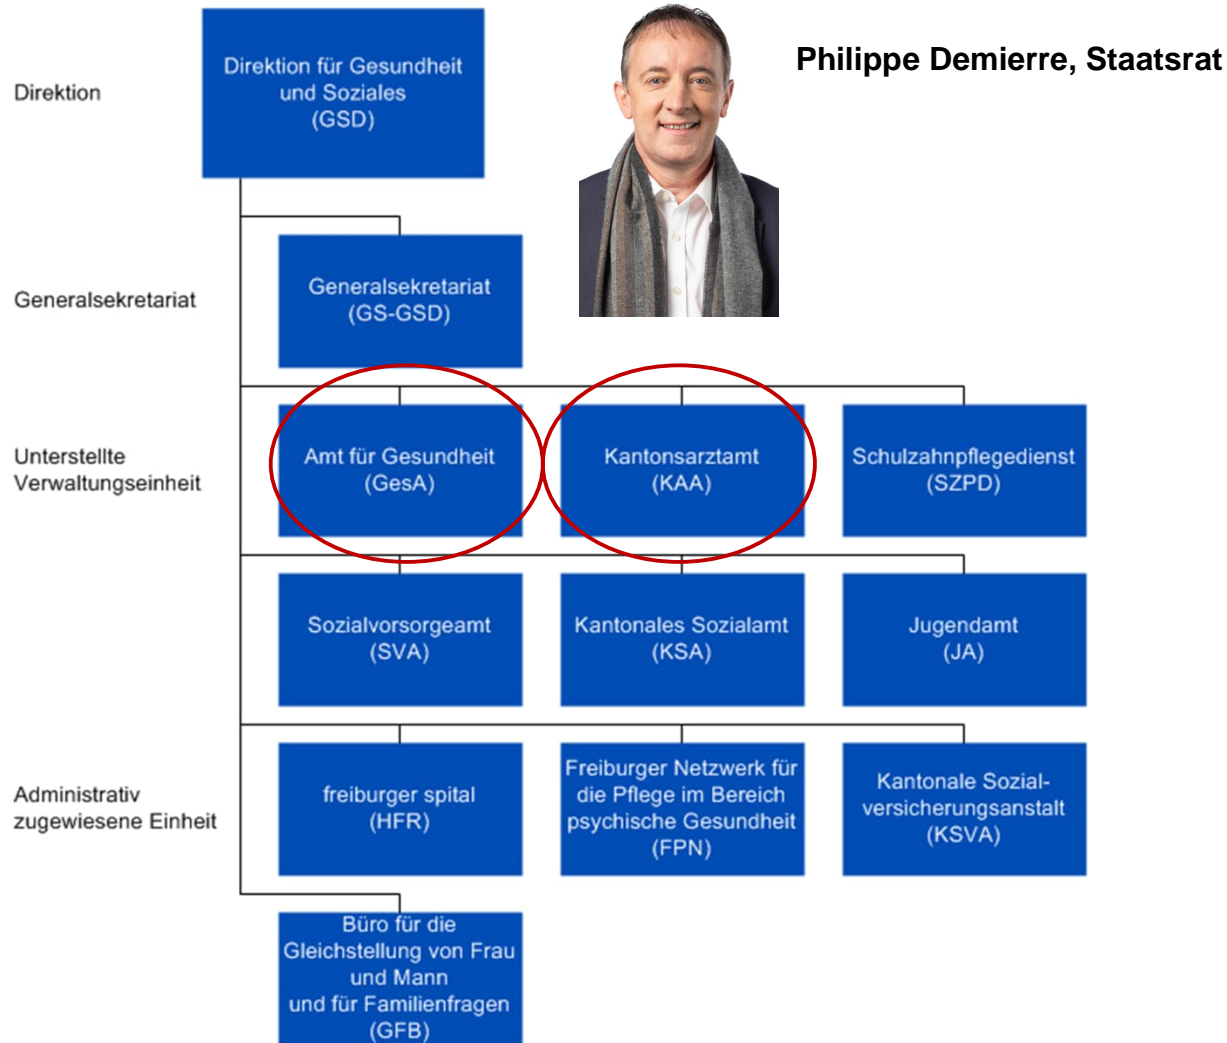 Philippe Demierre, Staatsrat
Direktion
Direktion für Gesundheit
und Soziales
(GSD)
Generalsekretariat
Generalsekretariat
(GS-GSD)
Unterstellte
Verwaltungseinheit
Amt für Gesundheit
(GesA)
Kantonsarztamt
(KAA)
Schulzahnpflegedienst
(SZPD)
Sozialvorsorgeamt
(SVA)
Kantonales Sozialamt
(KSA)
Jugendamt
(JA)
Administrativ
zugewiesene Einheit
freiburger spital
(HFR)
Freiburger Netzwerk für
die Pflege im Bereich
psychische Gesundheit
(FPN)
Kantonale Sozial-
versicherungsanstalt
(KSVA)
Büro für die
Gleichstellung von Frau
und Mann
und für Familienfragen
(GFB)